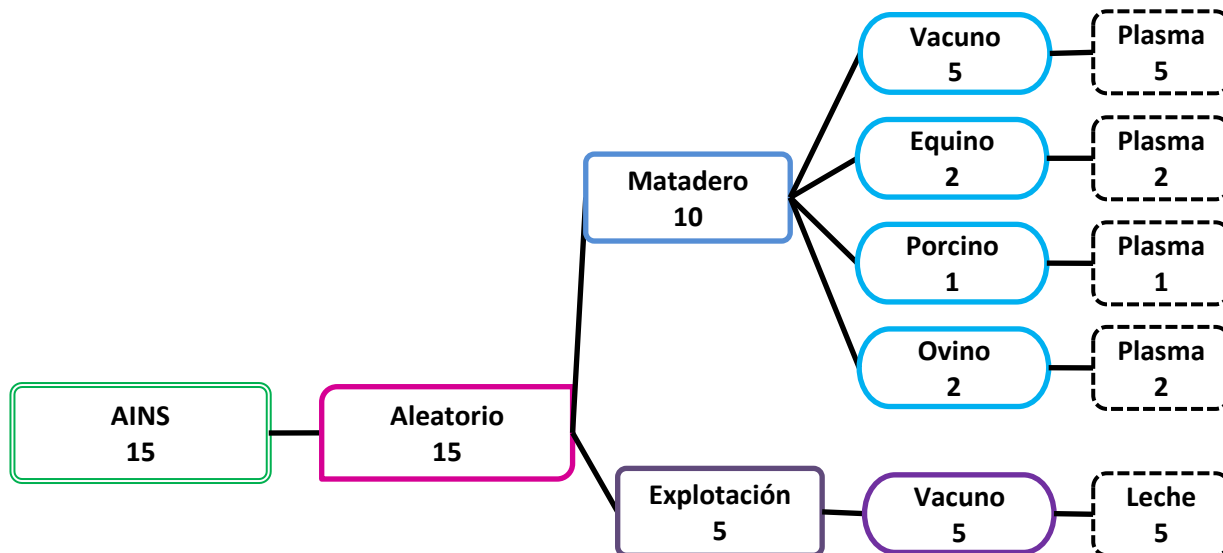 Vacuno
5
Plasma
5
Equino
2
Plasma
2
Matadero
10
Porcino
1
Plasma
1
Ovino
2
Plasma
2
AINS
15
Aleatorio
15
Explotación
5
Vacuno
5
Leche
5